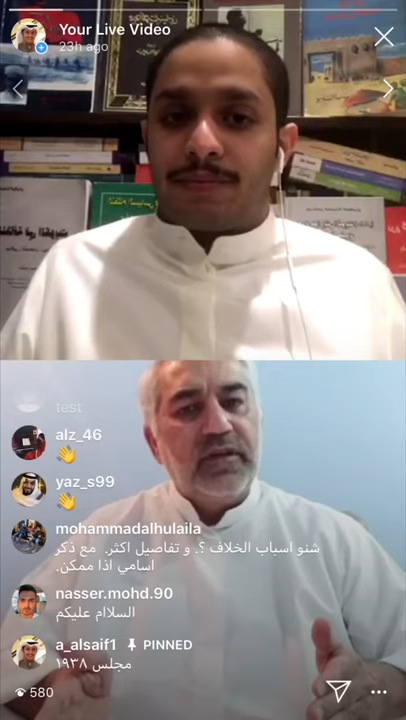 Your Live Video
23h ago
test
alz_46
👋
yaz_s99
👋
mohammadalhulaila
شنو اسباب الخلاف ؟. و تفاصيل اكثر. مع ذكر
اسامي اذا ممكن.
nasser.mohd.90
السلاام عليكم
a_alsaif1 PINNED
مجلس ١٩٣٨
580